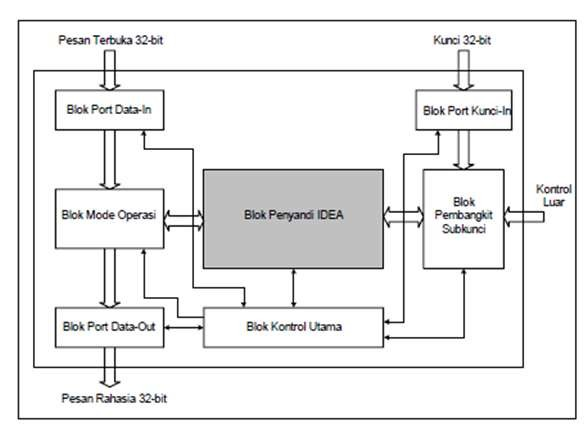 Pesan Terbuka 32-bit
Kunci 32-bit
Blok Port Data-In
Blok Port Kunci-In
Blok Mode Operasi
Blok Penyandi IDEA
Blok
Pembangkit
Subkunci
Kontrol
Luar
Blok Port Data-Out
Blok Kontrol Utama
Pesan Rahasia 32-bit